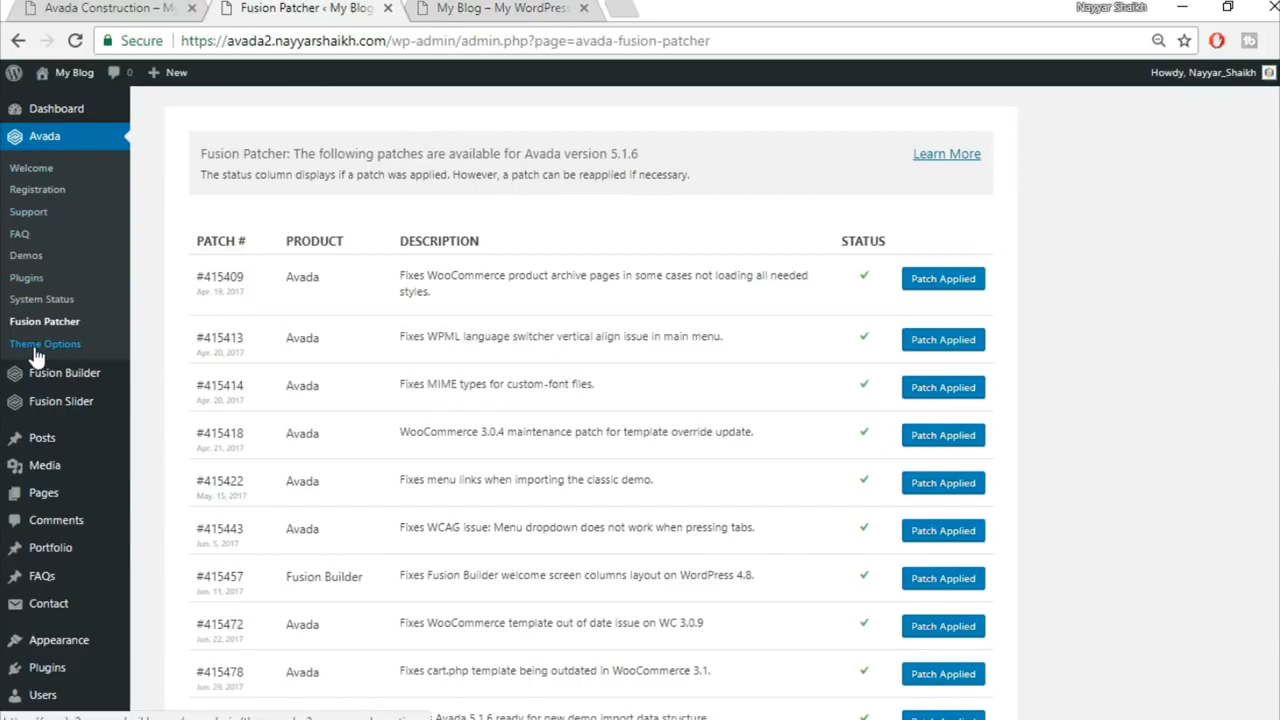 Avada Construction – My
Fusion Patcher ‹ My Blog
My Blog – My WordPress
Nayyar Shaikh
Secure
https://avada2.nayyarshaikh.com/wp-admin/admin.php?page=avada-fusion-patcher
My Blog
0
New
Howdy, Nayyar_Shaikh
Dashboard
Avada
Welcome
Registration
Support
FAQ
Demos
Plugins
System Status
Fusion Patcher
Theme Options
Fusion Builder
Fusion Slider
Posts
Media
Pages
Comments
Portfolio
FAQs
Contact
Appearance
Plugins
Users
Fusion Patcher: The following patches are available for Avada version 5.1.6
Learn More
The status column displays if a patch was applied. However, a patch can be reapplied if necessary.
PATCH # PRODUCT DESCRIPTION STATUS
#415409 Avada Fixes WooCommerce product archive pages in some cases not loading all needed Patch Applied
Apr. 19, 2017 styles.
#415413 Avada Fixes WPML language switcher vertical align issue in main menu. Patch Applied
Apr. 20, 2017
#415414 Avada Fixes MIME types for custom-font files. Patch Applied
Apr. 20, 2017
#415418 Avada WooCommerce 3.0.4 maintenance patch for template override update. Patch Applied
Apr. 21, 2017
#415422 Avada Fixes menu links when importing the classic demo. Patch Applied
May. 15, 2017
#415443 Avada Fixes WCAG issue: Menu dropdown does not work when pressing tabs. Patch Applied
Jun. 5, 2017
#415457 Fusion Builder Fixes Fusion Builder welcome screen columns layout on WordPress 4.8. Patch Applied
Jun. 11, 2017
#415472 Avada Fixes WooCommerce template out of date issue on WC 3.0.9 Patch Applied
Jun. 22, 2017
#415478 Avada Fixes cart.php template being outdated in WooCommerce 3.1. Patch Applied
Jun. 29, 2017
Avada 5.1.6 ready for new demo import data structure.